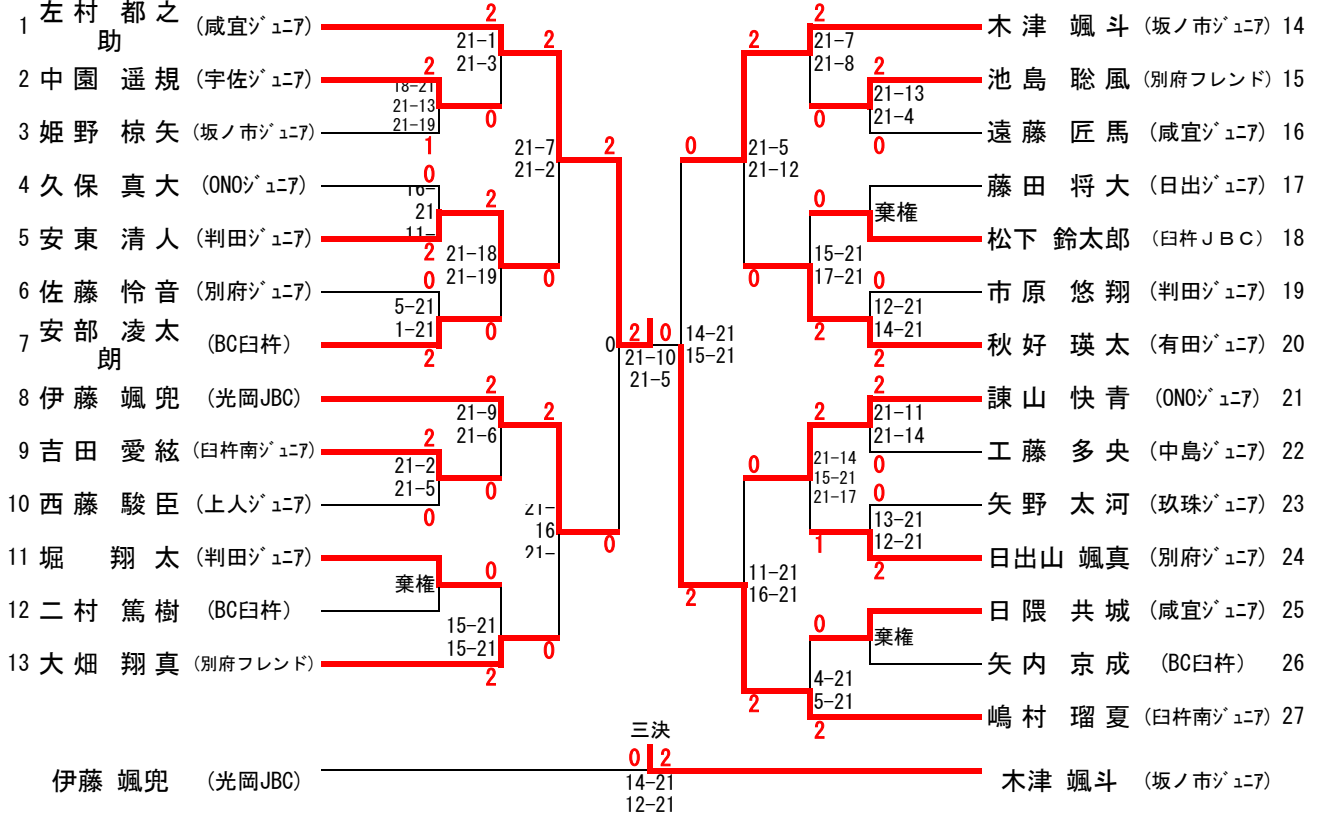 1 左村 都之助 (咸宜ジュニア)
2 中園 遥規 (宇佐ジュニア)
3 姫野 椋矢 (坂ノ市ジュニア)
4 久保 真大 (ONOジュニア)
5 安東 清人 (判田ジュニア)
6 佐藤 怜音 (別府ジュニア)
7 安部 凌太朗 (BC臼杵)
8 伊藤 颯兜 (光岡JBC)
9 吉田 愛絃 (臼杵南ジュニア)
10 西藤 駿臣 (上人ジュニア)
11 堀 翔太 (判田ジュニア)
12 二村 篤樹 (BC臼杵)
13 大畑 翔真 (別府フレンド)
2
21-1
21-3
2
18-21
21-13
21-19
1
0
2
0
16-
21
11-
2
2
21-18
21-19
0
5-21
1-21
2
0
21-7
21-2
0
2
2
21-9
21-6
2
21-2
21-5
0
0
2
棄権
0
15-21
15-21
2
21-
16
21-
0
0
0
2 0
21-10
21-5
木津 颯斗 (坂ノ市ジュニア) 14
池島 聡風 (別府フレンド) 15
遠藤 匠馬 (咸宜ジュニア) 16
藤田 将大 (日出ジュニア) 17
松下 鈴太郎 (臼杵JBC) 18
市原 悠翔 (判田ジュニア) 19
秋好 瑛太 (有田ジュニア) 20
諌山 快青 (ONOジュニア) 21
工藤 多央 (中島ジュニア) 22
矢野 太河 (玖珠ジュニア) 23
日出山 颯真 (別府ジュニア) 24
日隈 共城 (咸宜ジュニア) 25
矢内 京成 (BC臼杵) 26
嶋村 瑠夏 (臼杵南ジュニア) 27
2
21-7
21-8
2
21-13
21-4
0
0
2
0
棄権
15-21
17-21
0
12-21
14-21
2
2
21-5
21-12
0
14-21
15-21
2
2
21-11
21-14
0
2
21-14
15-21
21-17
0
13-21
12-21
2
1
0
11-21
16-21
2
0
棄権
4-21
5-21
2
三決
伊藤 颯兜 (光岡JBC)
0 2
14-21
12-21
木津 颯斗 (坂ノ市ジュニア)